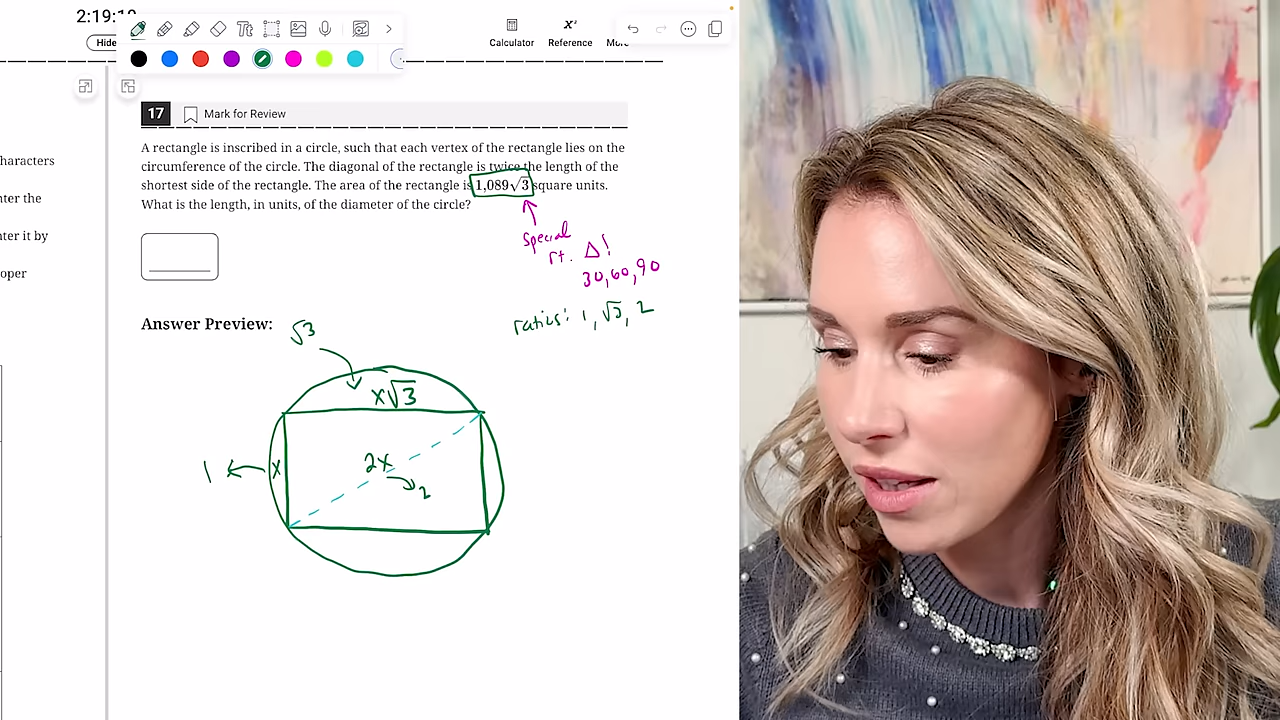 2:19:18
Hide
Tt
Calculator
X²
Reference
More
17
Mark for Review
A rectangle is inscribed in a circle, such that each vertex of the rectangle lies on the
circumference of the circle. The diagonal of the rectangle is twice the length of the
shortest side of the rectangle. The area of the rectangle is 1,089√3 square units.
What is the length, in units, of the diameter of the circle?
haracters
nter the
nter it by
oper
special
rt. Δ!
30,60,90
ratios: 1, √3, 2
Answer Preview:
√3
x√3
1
x
2x
2